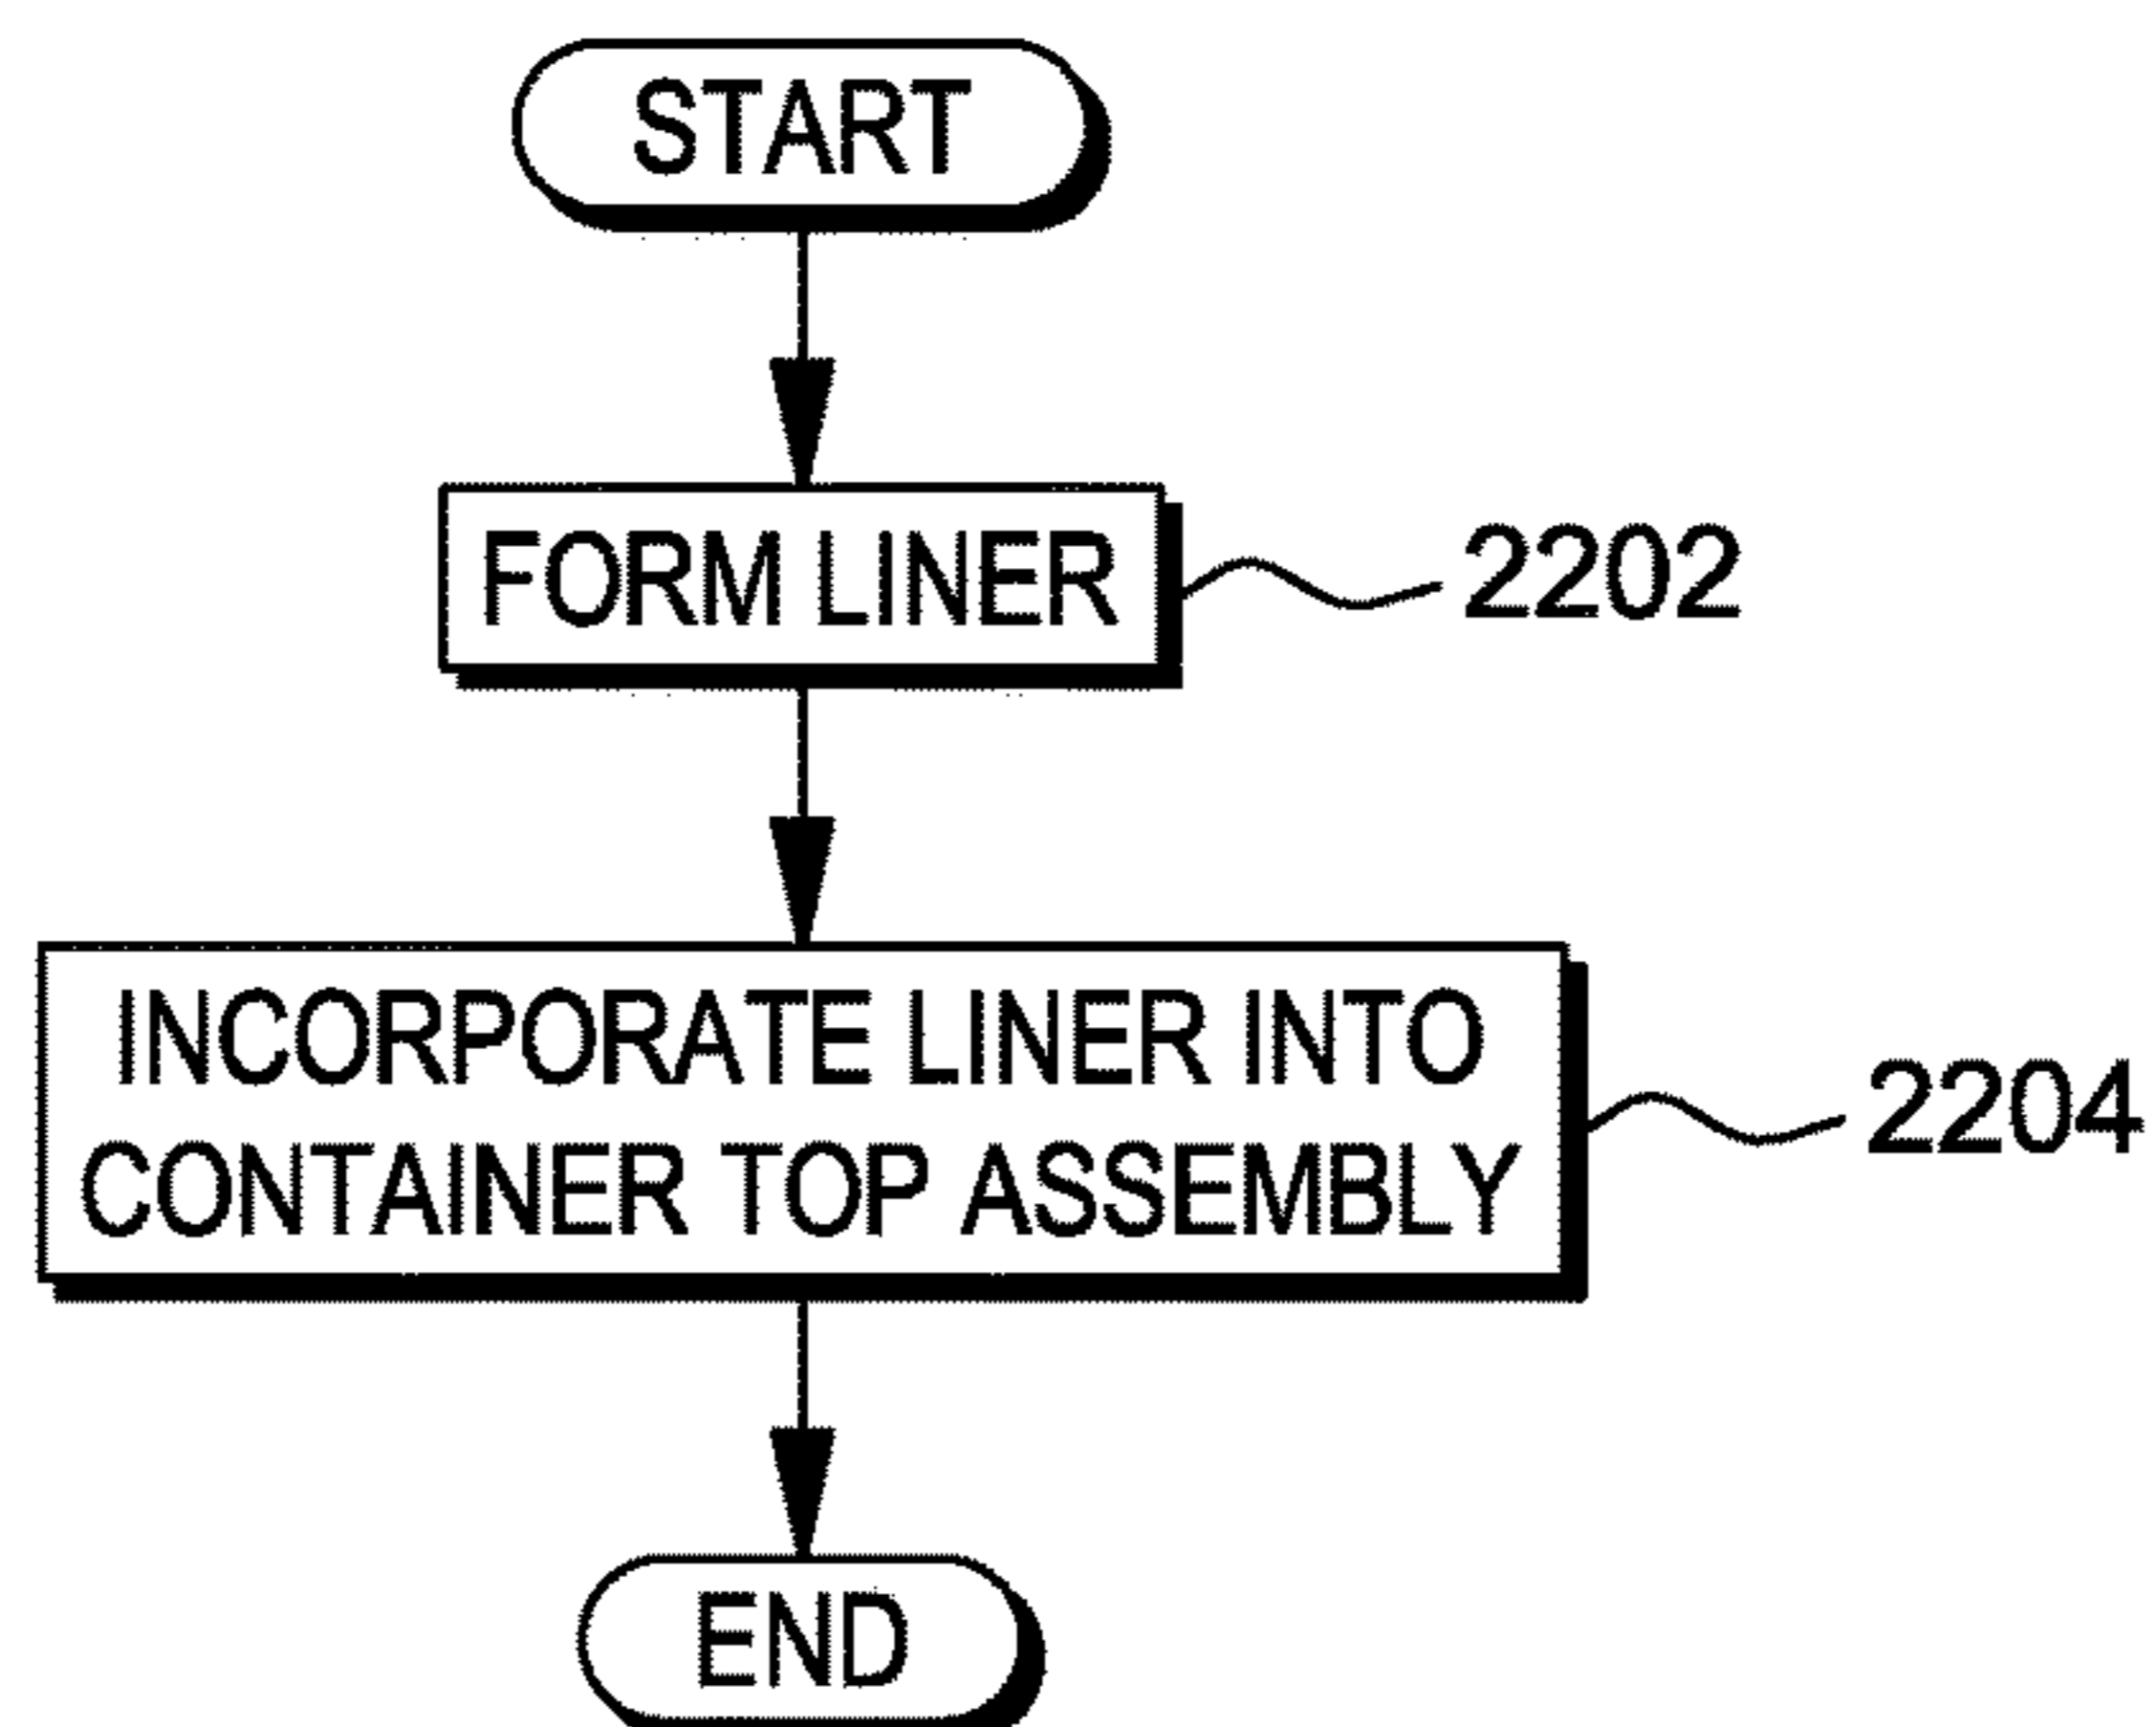 START
FORM LINER
2202
INCORPORATE LINER INTO
CONTAINER TOP ASSEMBLY
2204
END